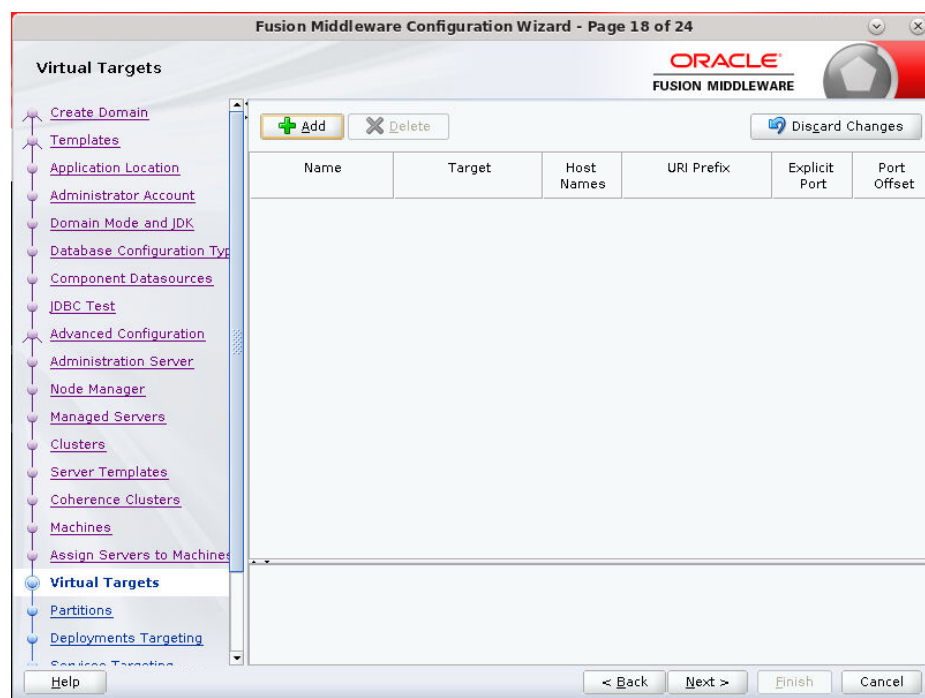 Fusion Middleware Configuration Wizard - Page 18 of 24
Virtual Targets
ORACLE
FUSION MIDDLEWARE
Create Domain
Templates
Application Location
Administrator Account
Domain Mode and JDK
Database Configuration Typ
Component Datasources
JDBC Test
Advanced Configuration
Administration Server
Node Manager
Managed Servers
Clusters
Server Templates
Coherence Clusters
Machines
Assign Servers to Machines
Virtual Targets
Partitions
Deployments Targeting
Services Targeting
Add Delete Discard Changes
Name Target Host Names URI Prefix Explicit Port Port Offset
Help < Back Next > Finish Cancel